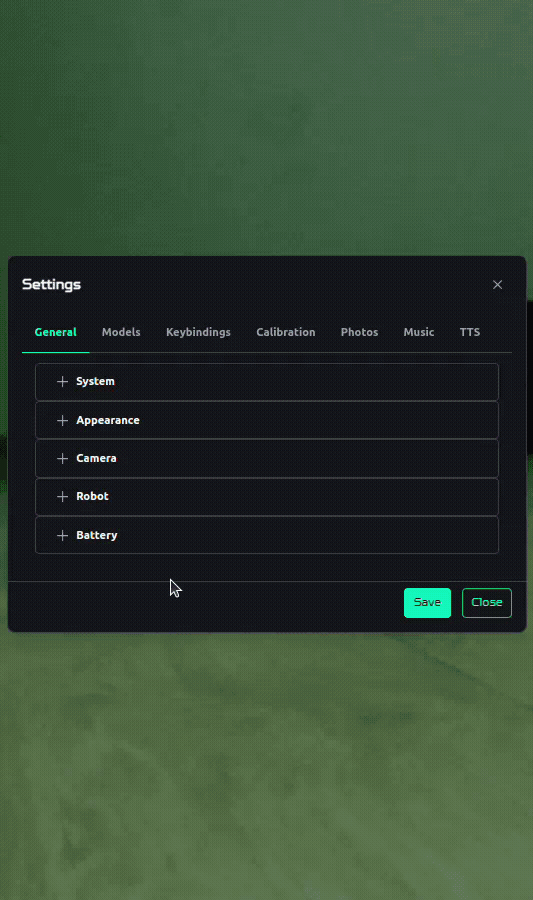 Settings
General Models Keybindings Calibration Photos Music TTS
System
Appearance
Camera
Robot
Battery
Save Close